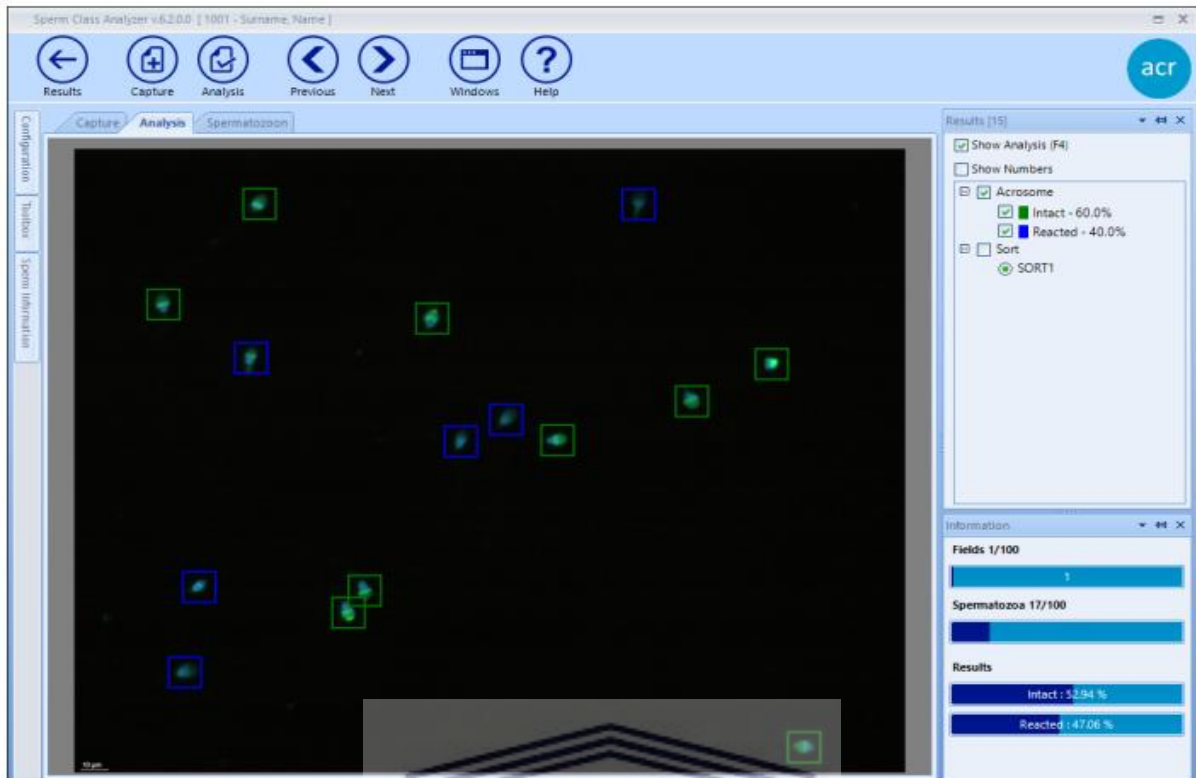 Sperm Class Analyzer v.6.2.0.0 [ 1001 - Surname, Name ]
Results Capture Analysis Previous Next Windows Help
acr
Configuration
Toolbox
Sperm Information
Capture Analysis Spermatozoon
10 µm
Results [15]
Show Analysis (F4)
Show Numbers
Acrosome
Intact - 60.0%
Reacted - 40.0%
Sort
SORT1
Information
Fields 1/100
1
Spermatozoa 17/100
Results
Intact : 52.94 %
Reacted : 47.06 %